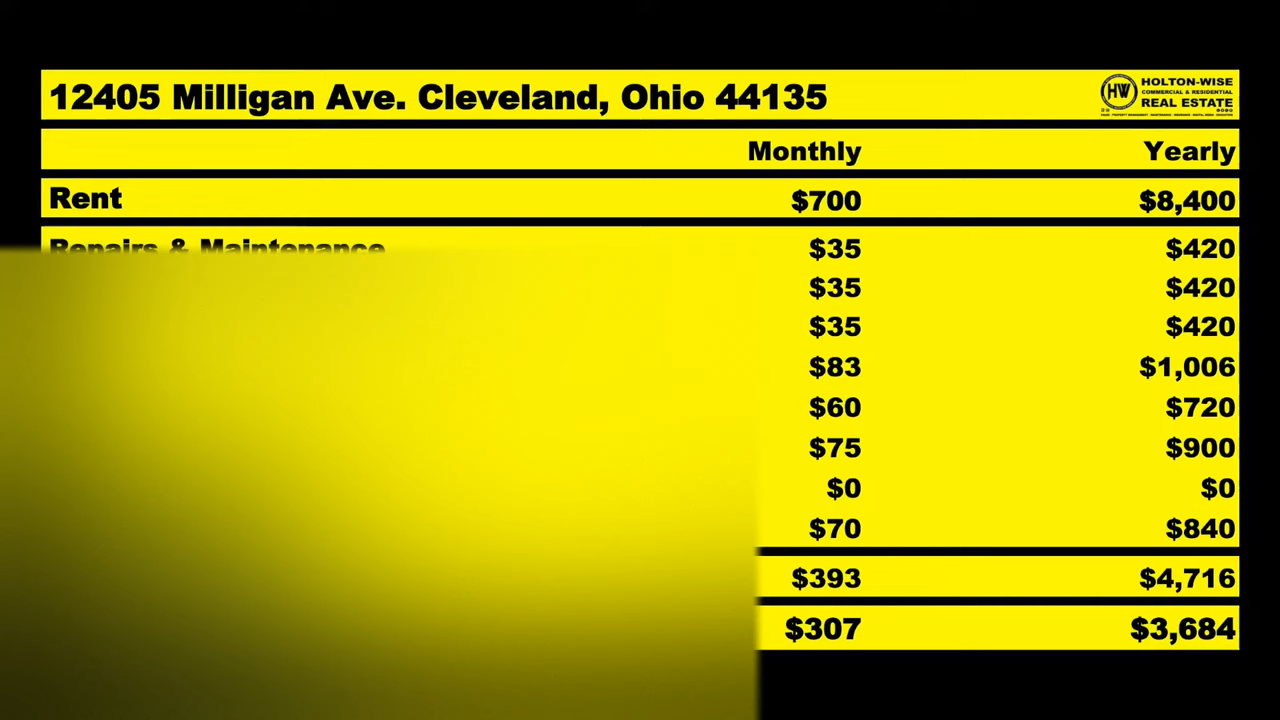 12405 Milligan Ave. Cleveland, Ohio 44135
HW
HOLTON-WISE
COMMERCIAL & RESIDENTIAL
REAL ESTATE
Monthly Yearly
Rent $700 $8,400
Repairs & Maintenance $35 $420
$35 $420
$35 $420
$83 $1,006
$60 $720
$75 $900
$0 $0
$70 $840
$393 $4,716
$307 $3,684